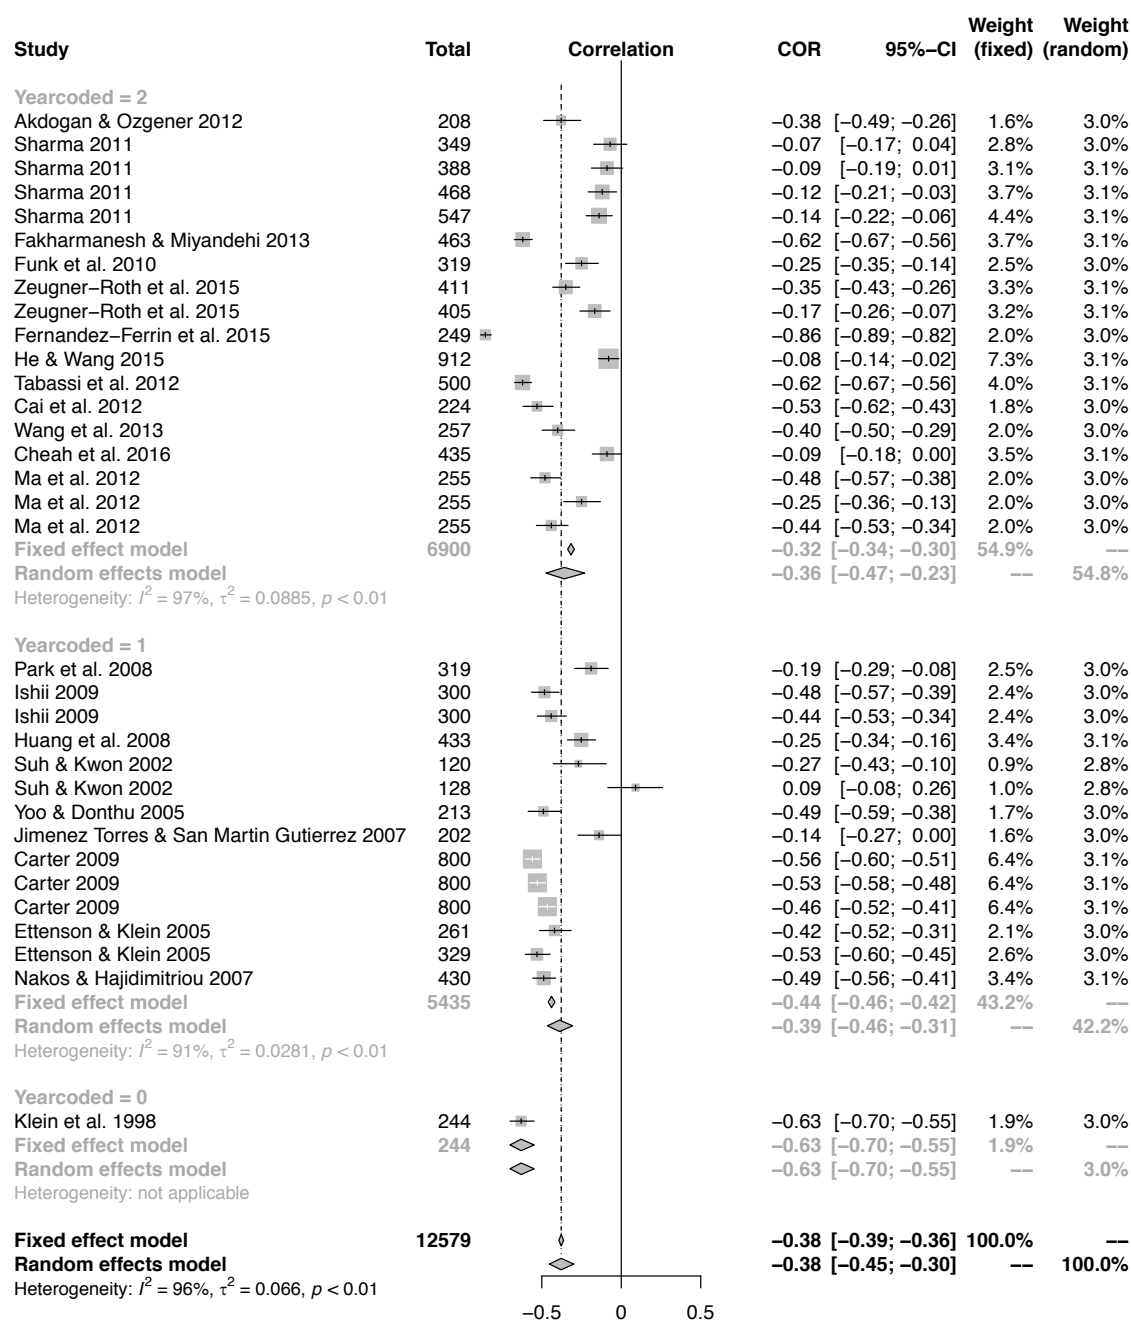 Weight Weight
Study Total Correlation COR 95%−CI (fixed) (random)
Yearcoded = 2
Akdogan & Ozgener 2012 208 −0.38 [−0.49; −0.26] 1.6% 3.0%
Sharma 2011 349 −0.07 [−0.17; 0.04] 2.8% 3.0%
Sharma 2011 388 −0.09 [−0.19; 0.01] 3.1% 3.1%
Sharma 2011 468 −0.12 [−0.21; −0.03] 3.7% 3.1%
Sharma 2011 547 −0.14 [−0.22; −0.06] 4.4% 3.1%
Fakharmanesh & Miyandehi 2013 463 −0.62 [−0.67; −0.56] 3.7% 3.1%
Funk et al. 2010 319 −0.25 [−0.35; −0.14] 2.5% 3.0%
Zeugner−Roth et al. 2015 411 −0.35 [−0.43; −0.26] 3.3% 3.1%
Zeugner−Roth et al. 2015 405 −0.17 [−0.26; −0.07] 3.2% 3.1%
Fernandez−Ferrin et al. 2015 249 −0.86 [−0.89; −0.82] 2.0% 3.0%
He & Wang 2015 912 −0.08 [−0.14; −0.02] 7.3% 3.1%
Tabassi et al. 2012 500 −0.62 [−0.67; −0.56] 4.0% 3.1%
Cai et al. 2012 224 −0.53 [−0.62; −0.43] 1.8% 3.0%
Wang et al. 2013 257 −0.40 [−0.50; −0.29] 2.0% 3.0%
Cheah et al. 2016 435 −0.09 [−0.18; 0.00] 3.5% 3.1%
Ma et al. 2012 255 −0.48 [−0.57; −0.38] 2.0% 3.0%
Ma et al. 2012 255 −0.25 [−0.36; −0.13] 2.0% 3.0%
Ma et al. 2012 255 −0.44 [−0.53; −0.34] 2.0% 3.0%
Fixed effect model 6900 −0.32 [−0.34; −0.30] 54.9% −−
Random effects model −0.36 [−0.47; −0.23] −− 54.8%
Heterogeneity: I² = 97%, τ² = 0.0885, p < 0.01
Yearcoded = 1
Park et al. 2008 319 −0.19 [−0.29; −0.08] 2.5% 3.0%
Ishii 2009 300 −0.48 [−0.57; −0.39] 2.4% 3.0%
Ishii 2009 300 −0.44 [−0.53; −0.34] 2.4% 3.0%
Huang et al. 2008 433 −0.25 [−0.34; −0.16] 3.4% 3.1%
Suh & Kwon 2002 120 −0.27 [−0.43; −0.10] 0.9% 2.8%
Suh & Kwon 2002 128 0.09 [−0.08; 0.26] 1.0% 2.8%
Yoo & Donthu 2005 213 −0.49 [−0.59; −0.38] 1.7% 3.0%
Jimenez Torres & San Martin Gutierrez 2007 202 −0.14 [−0.27; 0.00] 1.6% 3.0%
Carter 2009 800 −0.56 [−0.60; −0.51] 6.4% 3.1%
Carter 2009 800 −0.53 [−0.58; −0.48] 6.4% 3.1%
Carter 2009 800 −0.46 [−0.52; −0.41] 6.4% 3.1%
Ettenson & Klein 2005 261 −0.42 [−0.52; −0.31] 2.1% 3.0%
Ettenson & Klein 2005 329 −0.53 [−0.60; −0.45] 2.6% 3.0%
Nakos & Hajidimitriou 2007 430 −0.49 [−0.56; −0.41] 3.4% 3.1%
Fixed effect model 5435 −0.44 [−0.46; −0.42] 43.2% −−
Random effects model −0.39 [−0.46; −0.31] −− 42.2%
Heterogeneity: I² = 91%, τ² = 0.0281, p < 0.01
Yearcoded = 0
Klein et al. 1998 244 −0.63 [−0.70; −0.55] 1.9% 3.0%
Fixed effect model 244 −0.63 [−0.70; −0.55] 1.9% −−
Random effects model −0.63 [−0.70; −0.55] −− 3.0%
Heterogeneity: not applicable
Fixed effect model 12579 −0.38 [−0.39; −0.36] 100.0% −−
Random effects model −0.38 [−0.45; −0.30] −− 100.0%
Heterogeneity: I² = 96%, τ² = 0.066, p < 0.01
−0.5 0 0.5